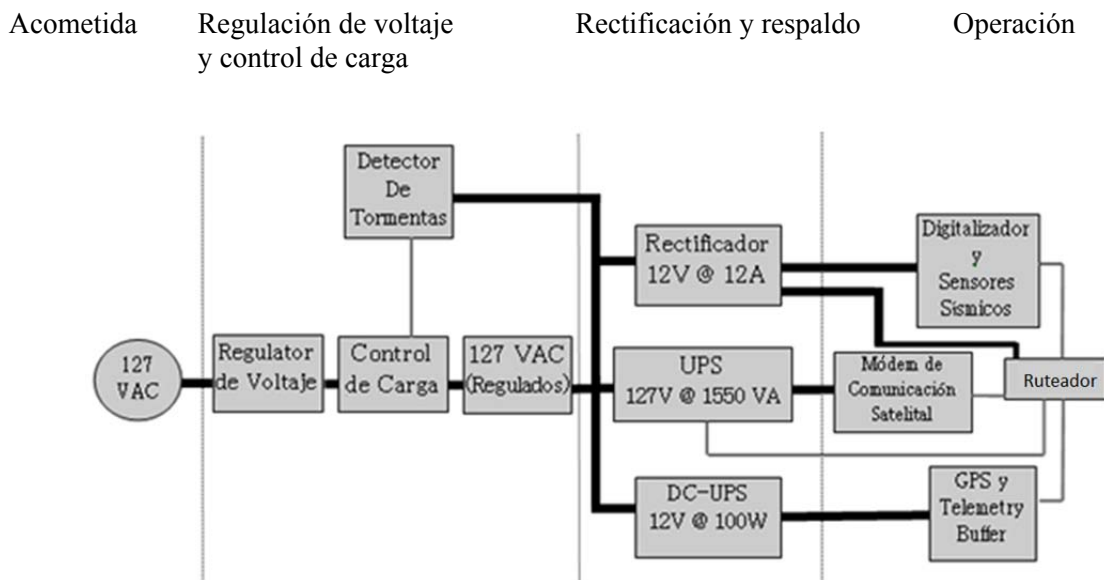 Acometida
Regulación de voltaje
y control de carga
Rectificación y respaldo
Operación
Detector
De
Tormentas
Rectificador
12V @ 12A
Digitalizador
y
Sensores
Sísmicos
127
VAC
Regulator
de Voltaje
Control
de Carga
127 VAC
(Regulados)
UPS
127V @ 1550 VA
Módem de
Comunicación
Satelital
Ruteador
DC-UPS
12V @ 100W
GPS y
Telemetry
Buffer